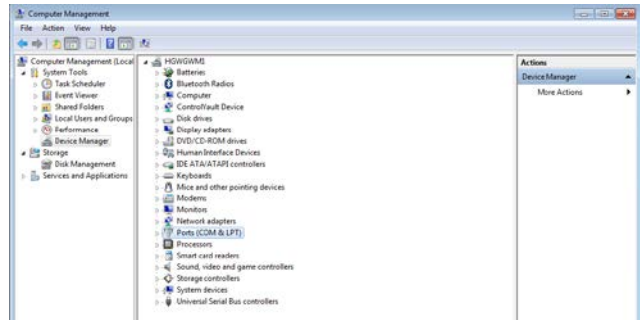 Computer Management
File Action View Help
Computer Management (Local
System Tools
Task Scheduler
Event Viewer
Shared Folders
Local Users and Groups
Performance
Device Manager
Storage
Disk Management
Services and Applications
HGWGWM1
Batteries
Bluetooth Radios
Computer
ControlVault Device
Disk drives
Display adapters
DVD/CD-ROM drives
Human Interface Devices
IDE ATA/ATAPI controllers
Keyboards
Mice and other pointing devices
Modems
Monitors
Network adapters
Ports (COM & LPT)
Processors
Smart card readers
Sound, video and game controllers
Storage controllers
System devices
Universal Serial Bus controllers
Actions
Device Manager
More Actions